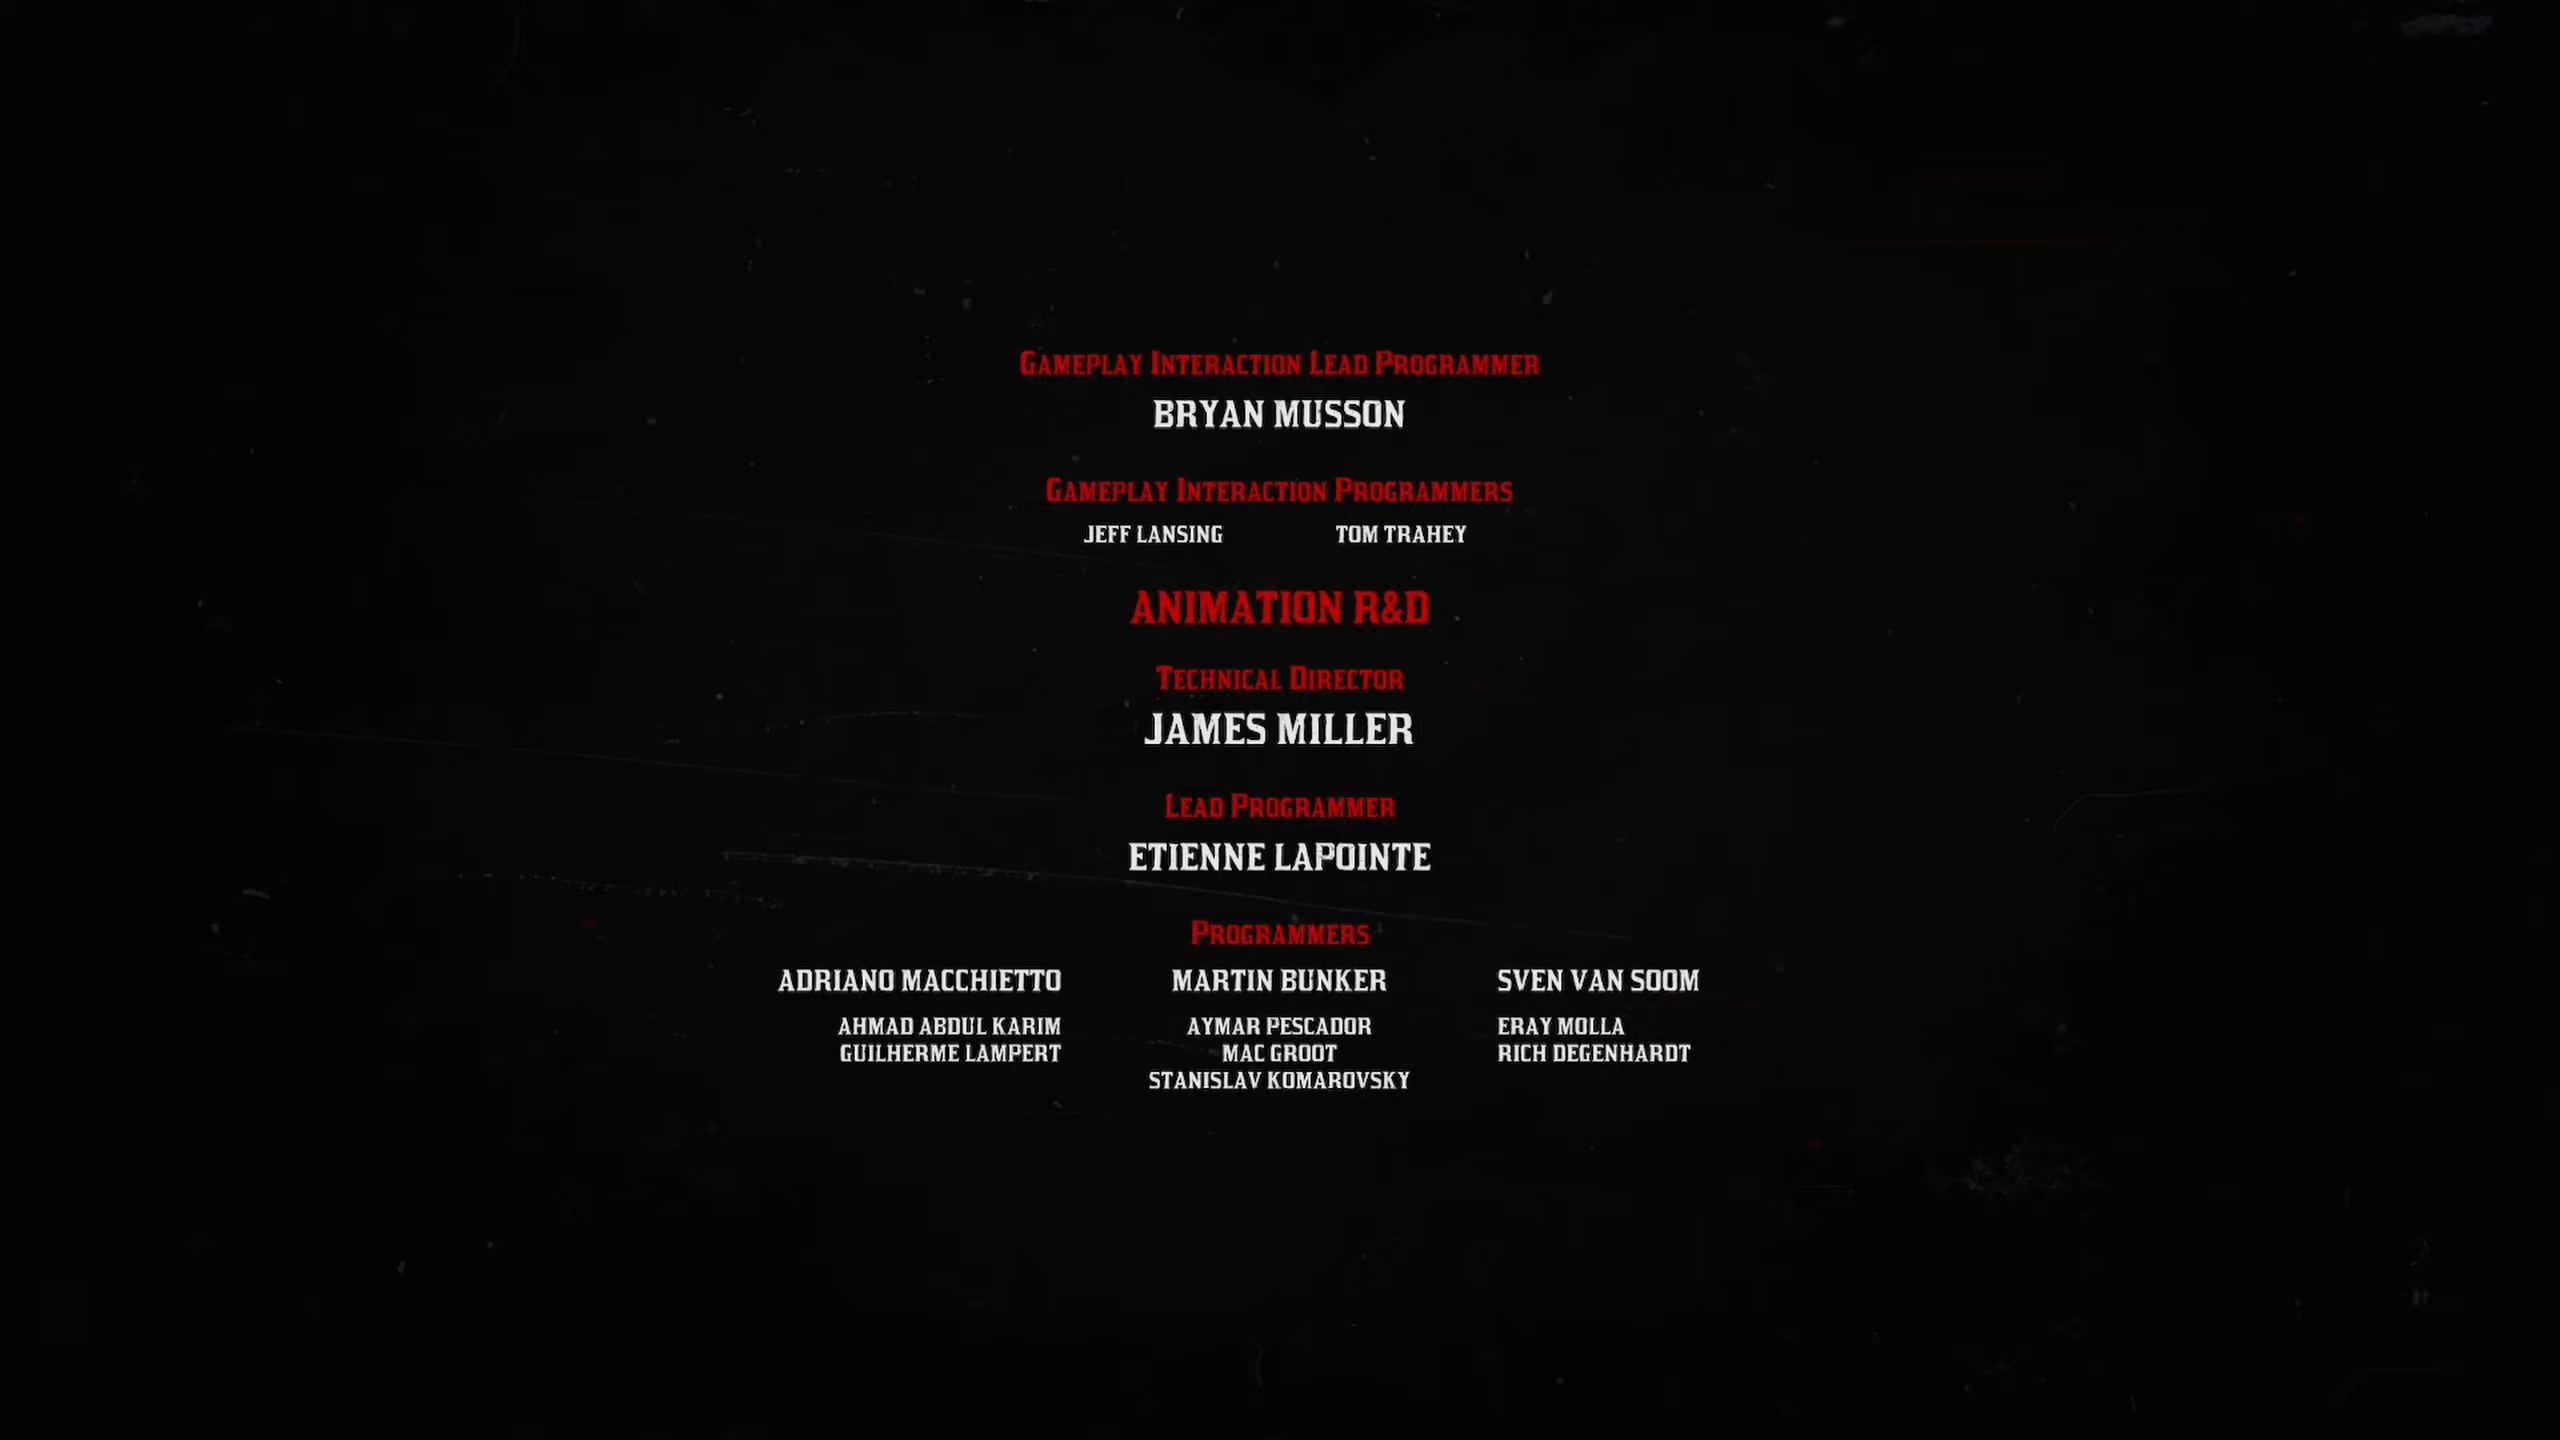 Gameplay Interaction Lead Programmer
BRYAN MUSSON
Gameplay Interaction Programmers
JEFF LANSING TOM TRAHEY
ANIMATION R&D
Technical Director
JAMES MILLER
Lead Programmer
ETIENNE LAPOINTE
Programmers
ADRIANO MACCHIETTO MARTIN BUNKER SVEN VAN SOOM
AHMAD ABDUL KARIM AYMAR PESCADOR ERAY MOLLA
GUILHERME LAMPERT MAC GROOT RICH DEGENHARDT
STANISLAV KOMAROVSKY